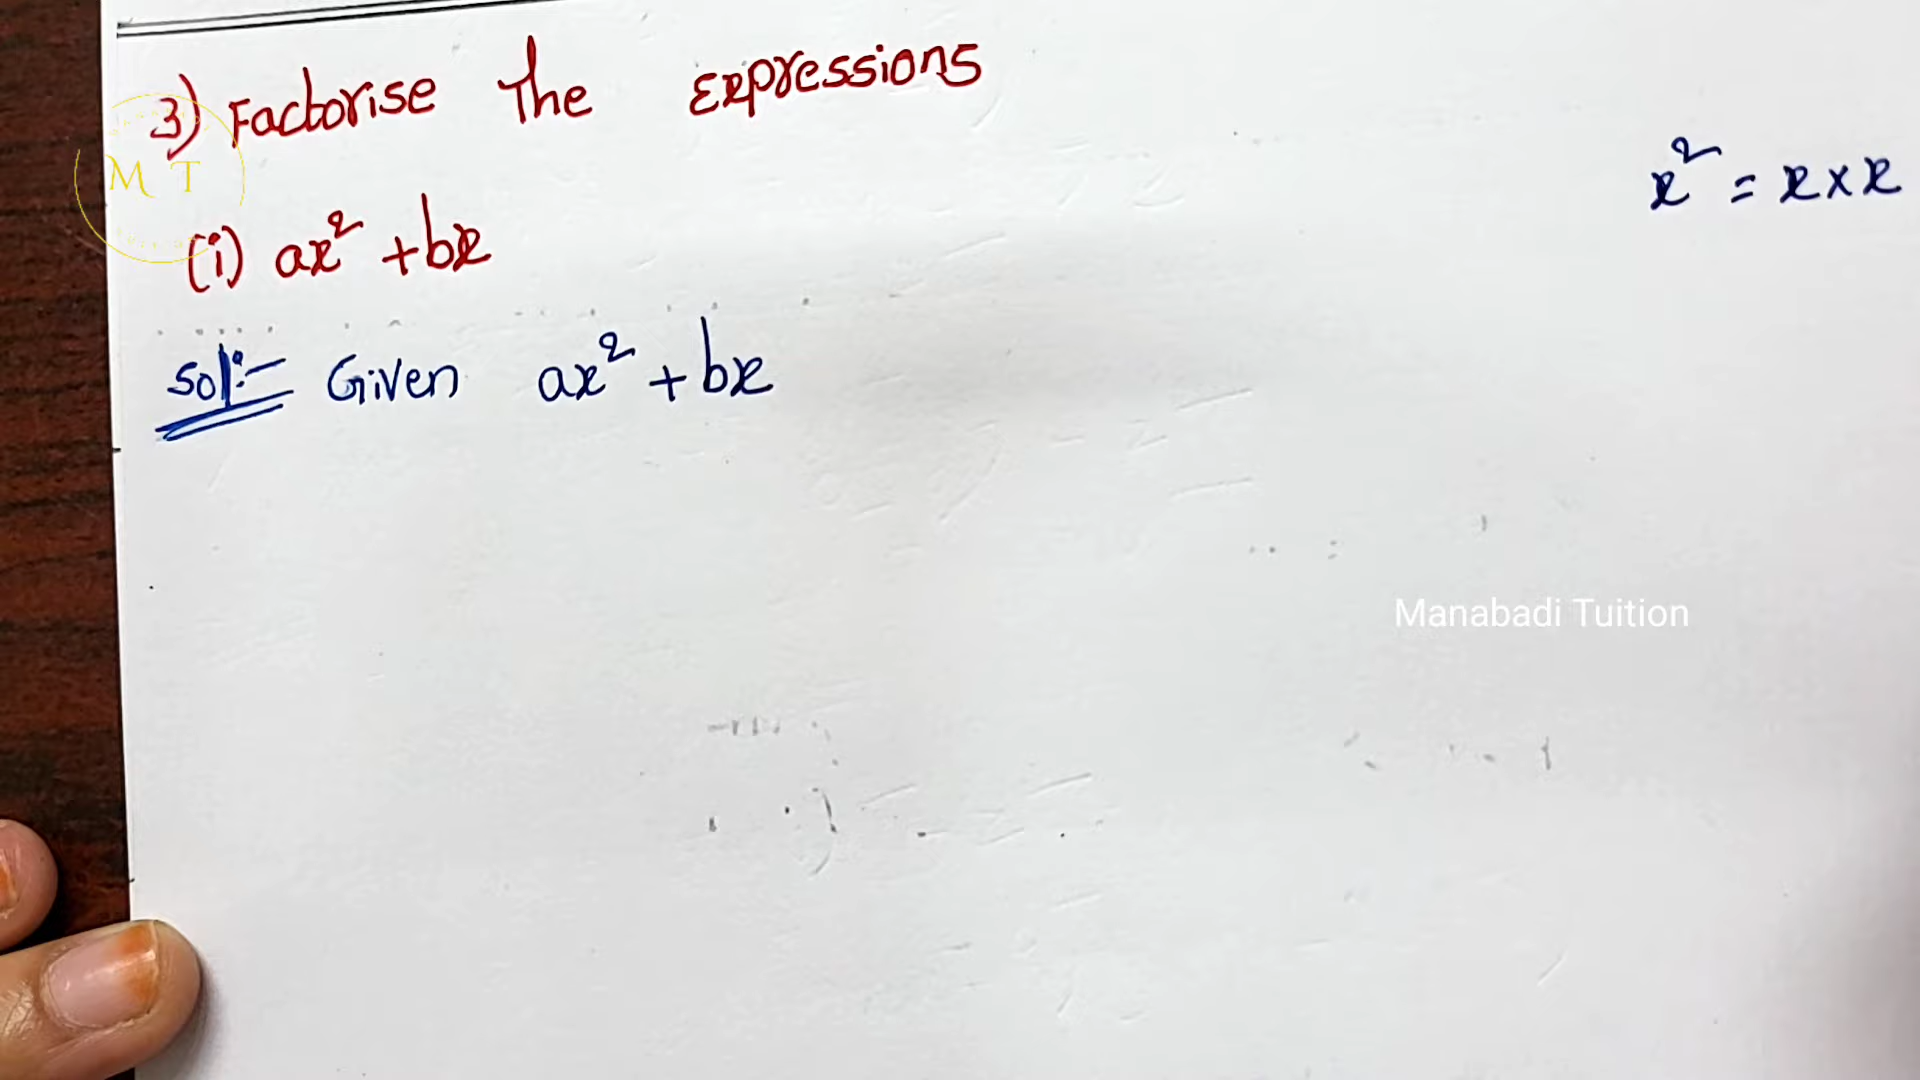 3) Factorise The Expressions
x² = x×x
M T
(i) ax² + bx
Sol:- Given ax² + bx
Manabadi Tuition